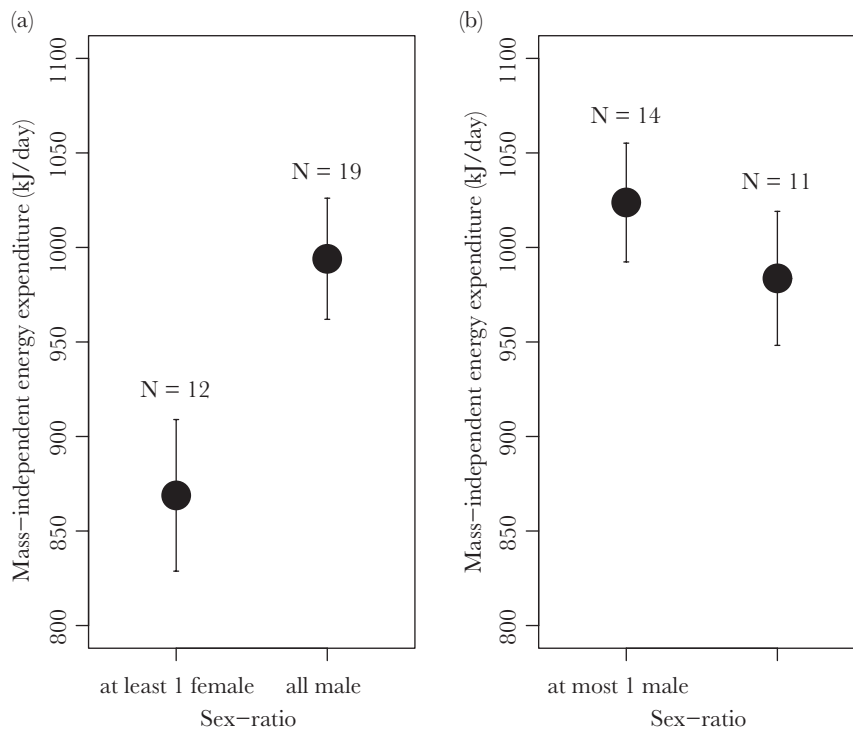 (a)
Mass−independent energy expenditure (kJ/day)
1100
1050
1000
950
900
850
800
N = 12
N = 19
at least 1 female
all male
Sex−ratio
(b)
Mass−independent energy expenditure (kJ/day)
1100
1050
1000
950
900
850
800
N = 14
N = 11
at most 1 male
Sex−ratio